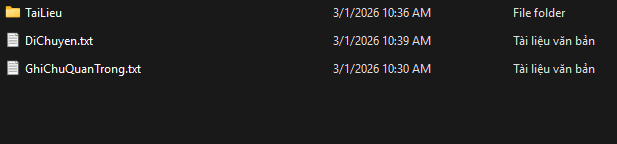 TaiLieu 3/1/2026 10:36 AM File folder
DiChuyen.txt 3/1/2026 10:39 AM Tài liệu văn bản
GhiChuQuanTrong.txt 3/1/2026 10:30 AM Tài liệu văn bản